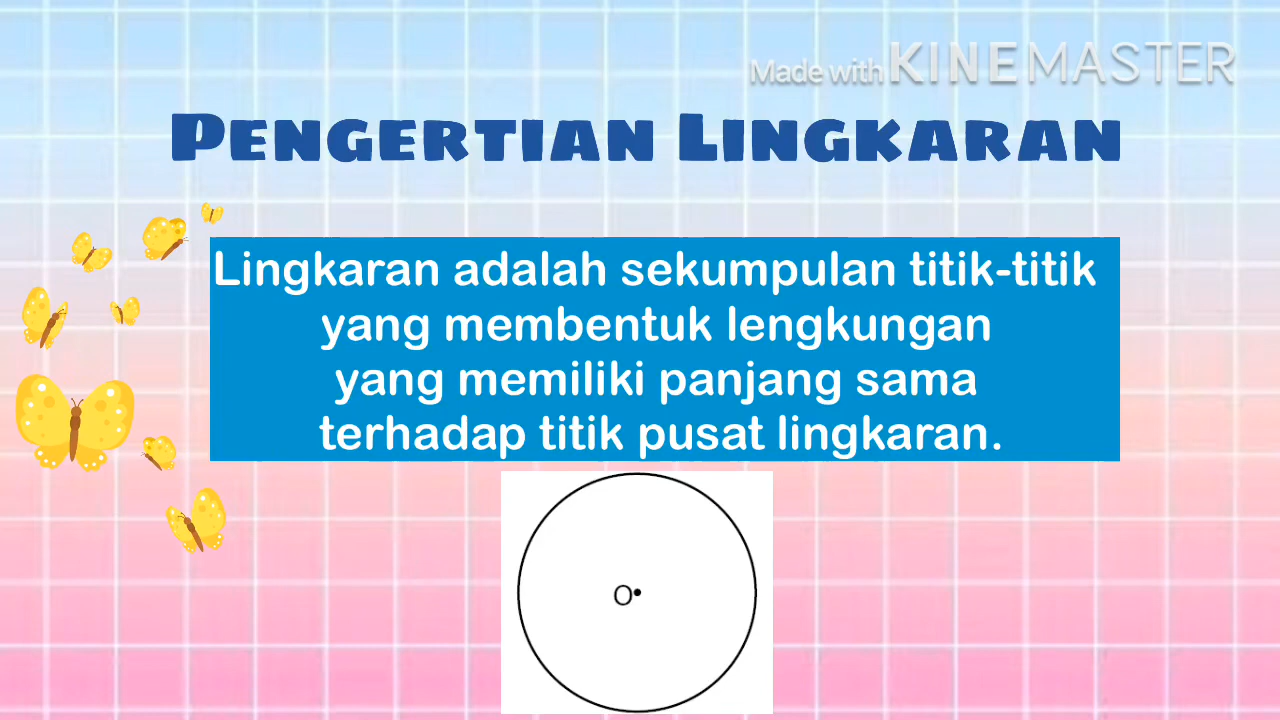 Made with KINEMASTER
PENGERTIAN LINGKARAN
Lingkaran adalah sekumpulan titik-titik
yang membentuk lengkungan
yang memiliki panjang sama
terhadap titik pusat lingkaran.
O